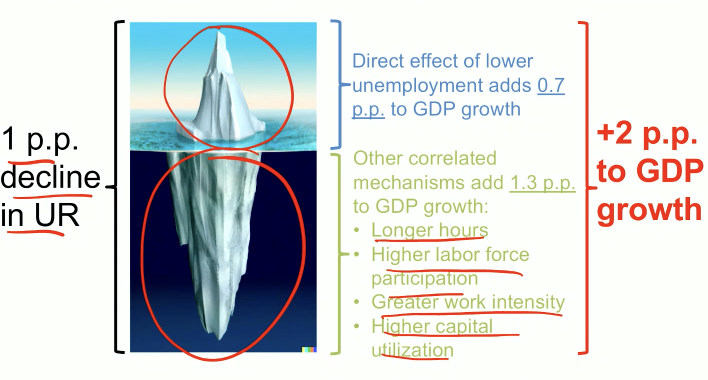 1 p.p.
decline
in UR
Direct effect of lower
unemployment adds 0.7
p.p. to GDP growth
Other correlated
mechanisms add 1.3 p.p.
to GDP growth:
• Longer hours
• Higher labor force
participation
• Greater work intensity
• Higher capital
utilization
+2 p.p.
to GDP
growth